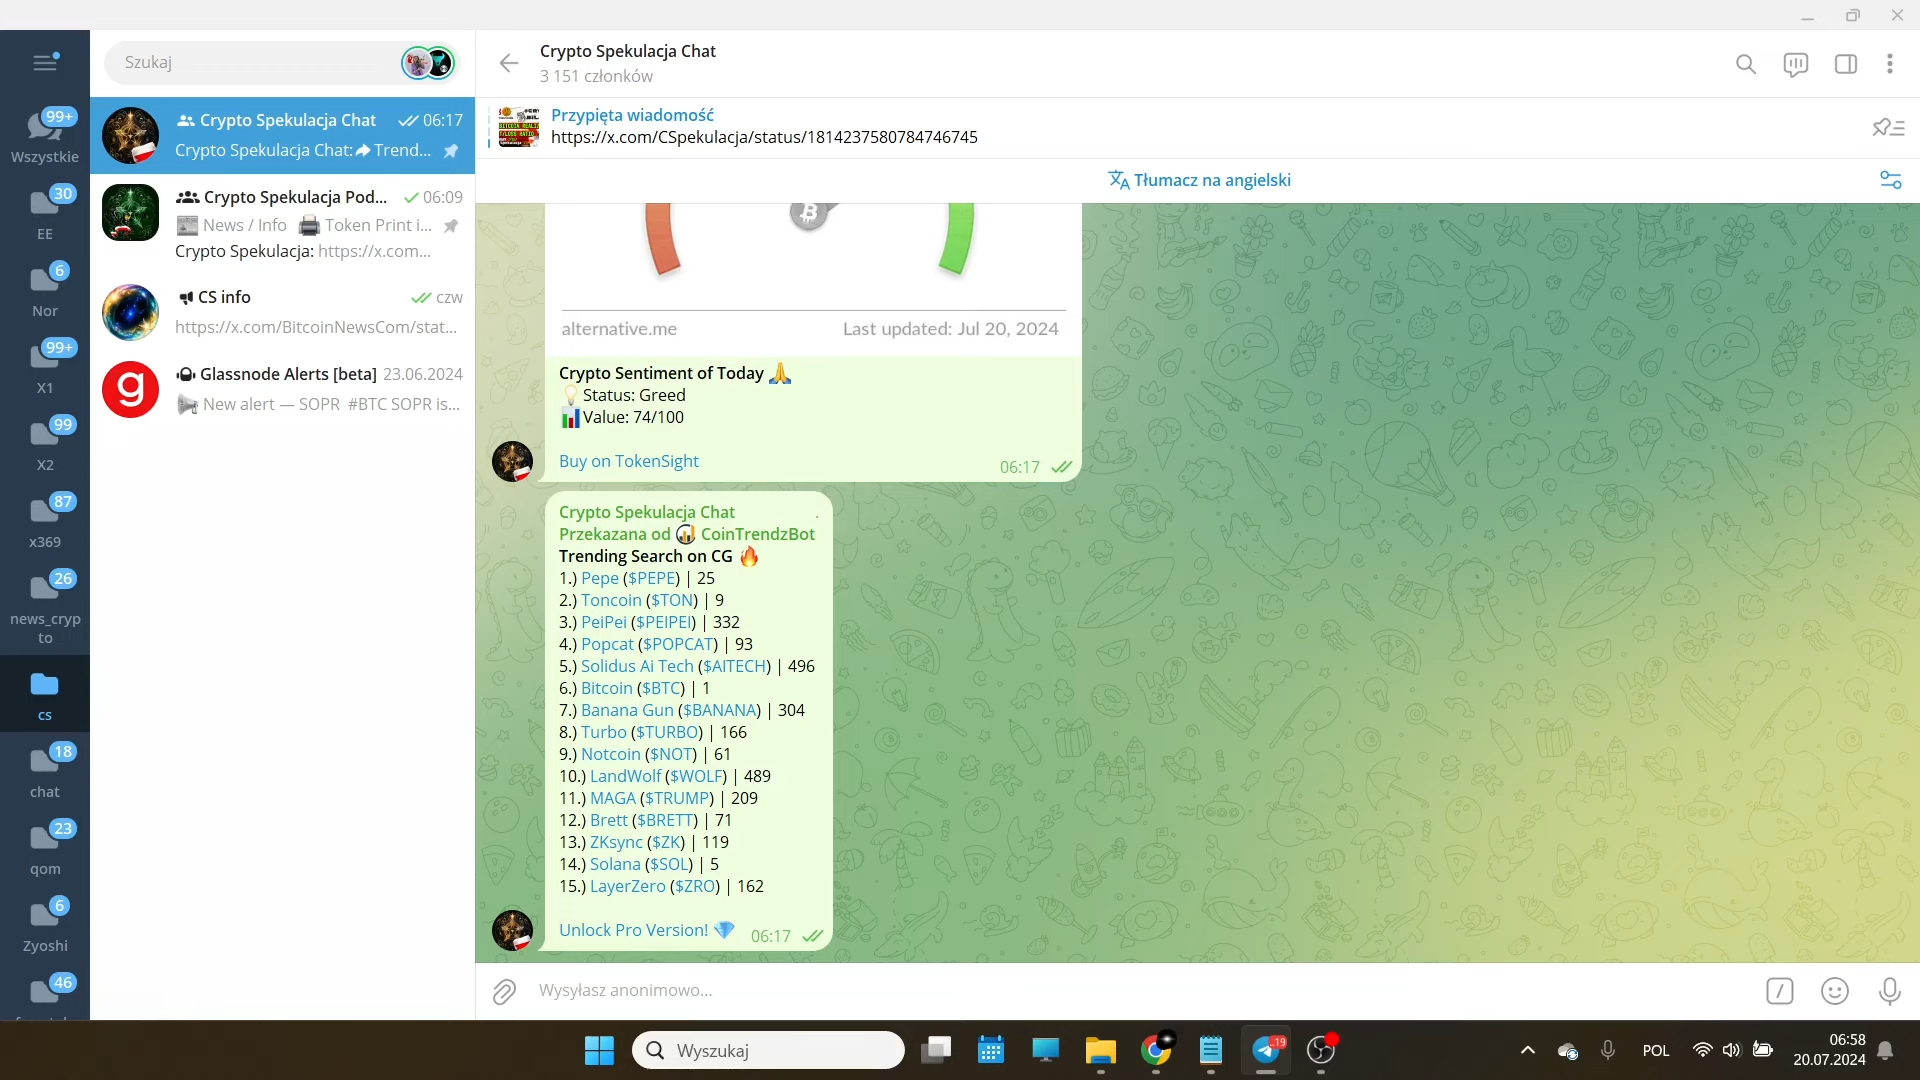 Szukaj
99+
Wszystkie
30
EE
6
Nor
99+
X1
99
X2
87
x369
26
news_cryp
to
cs
18
chat
23
qom
6
Zyoshi
46
Crypto Spekulacja Chat 06:17
Crypto Spekulacja Chat: Trend...
Crypto Spekulacja Pod... 06:09
News / Info Token Print i...
Crypto Spekulacja: https://x.com...
CS info czw
https://x.com/BitcoinNewsCom/stat...
g
Glassnode Alerts [beta] 23.06.2024
New alert — SOPR #BTC SOPR is...
Crypto Spekulacja Chat
3 151 członków
Przypięta wiadomość
https://x.com/CSpekulacja/status/1814237580784746745
Tłumacz na angielski
alternative.me Last updated: Jul 20, 2024
Crypto Sentiment of Today
Status: Greed
Value: 74/100
Buy on TokenSight
06:17
Crypto Spekulacja Chat
Przekazana od CoinTrendzBot
Trending Search on CG
1.) Pepe ($PEPE) | 25
2.) Toncoin ($TON) | 9
3.) PeiPei ($PEIPEI) | 332
4.) Popcat ($POPCAT) | 93
5.) Solidus Ai Tech ($AITECH) | 496
6.) Bitcoin ($BTC) | 1
7.) Banana Gun ($BANANA) | 304
8.) Turbo ($TURBO) | 166
9.) Notcoin ($NOT) | 61
10.) LandWolf ($WOLF) | 489
11.) MAGA ($TRUMP) | 209
12.) Brett ($BRETT) | 71
13.) ZKsync ($ZK) | 119
14.) Solana ($SOL) | 5
15.) LayerZero ($ZRO) | 162
Unlock Pro Version!
06:17
Wysyłasz anonimowo...
Wyszukaj
..19
POL
06:58
20.07.2024